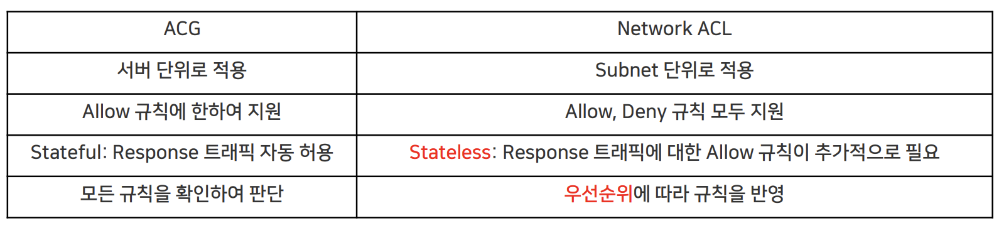 ACG
Network ACL
서버 단위로 적용
Subnet 단위로 적용
Allow 규칙에 한하여 지원
Allow, Deny 규칙 모두 지원
Stateful: Response 트래픽 자동 허용
Stateless: Response 트래픽에 대한 Allow 규칙이 추가적으로 필요
모든 규칙을 확인하여 판단
우선순위에 따라 규칙을 반영